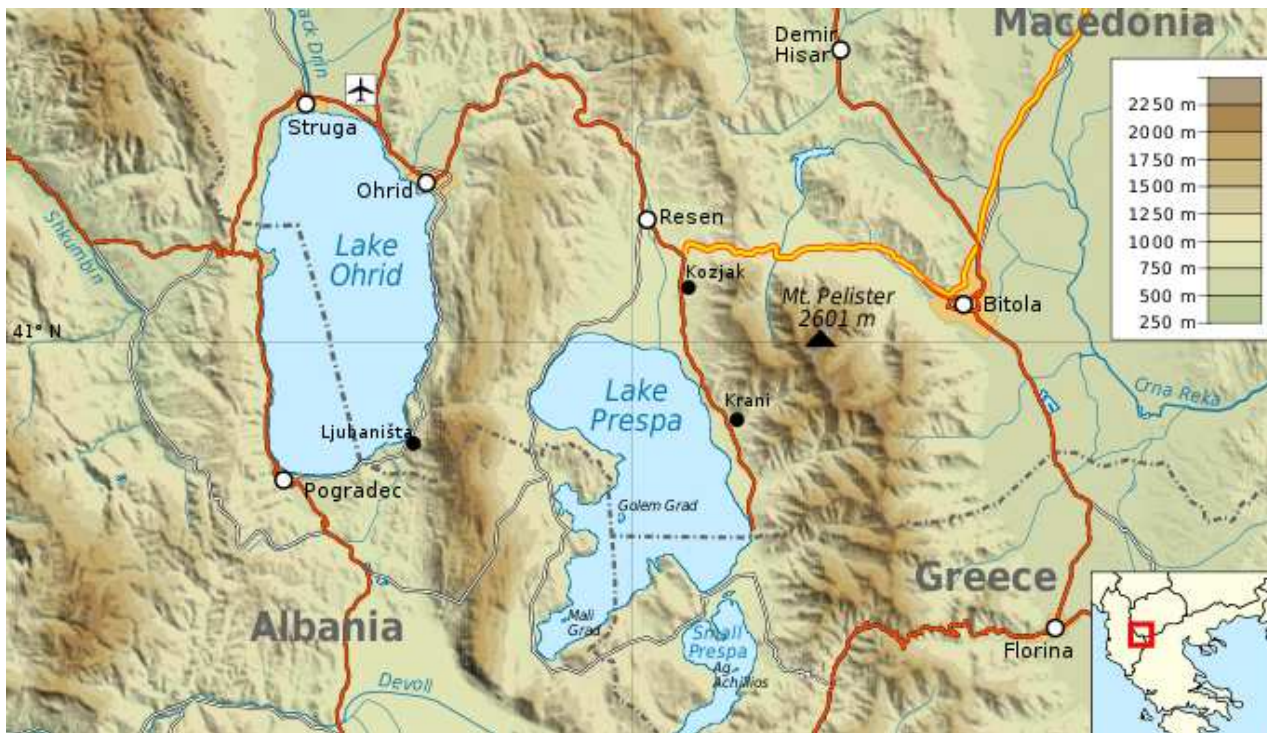 Macedonia
Demir
Hisar
2250 m
2000 m
1750 m
1500 m
1250 m
1000 m
750 m
500 m
250 m
Struga
Ohrid
Resen
Shkumbin
Lake
Ohrid
Kozjak
Mt. Pelister
2601 m
Bitola
41° N
Lake
Prespa
Crna Reka
Krani
Ljubaništa
Pogradec
Golem Grad
Greece
Albania
Mali
Grad
Small
Prespa
Ag.
Achillios
Florina
Devoll